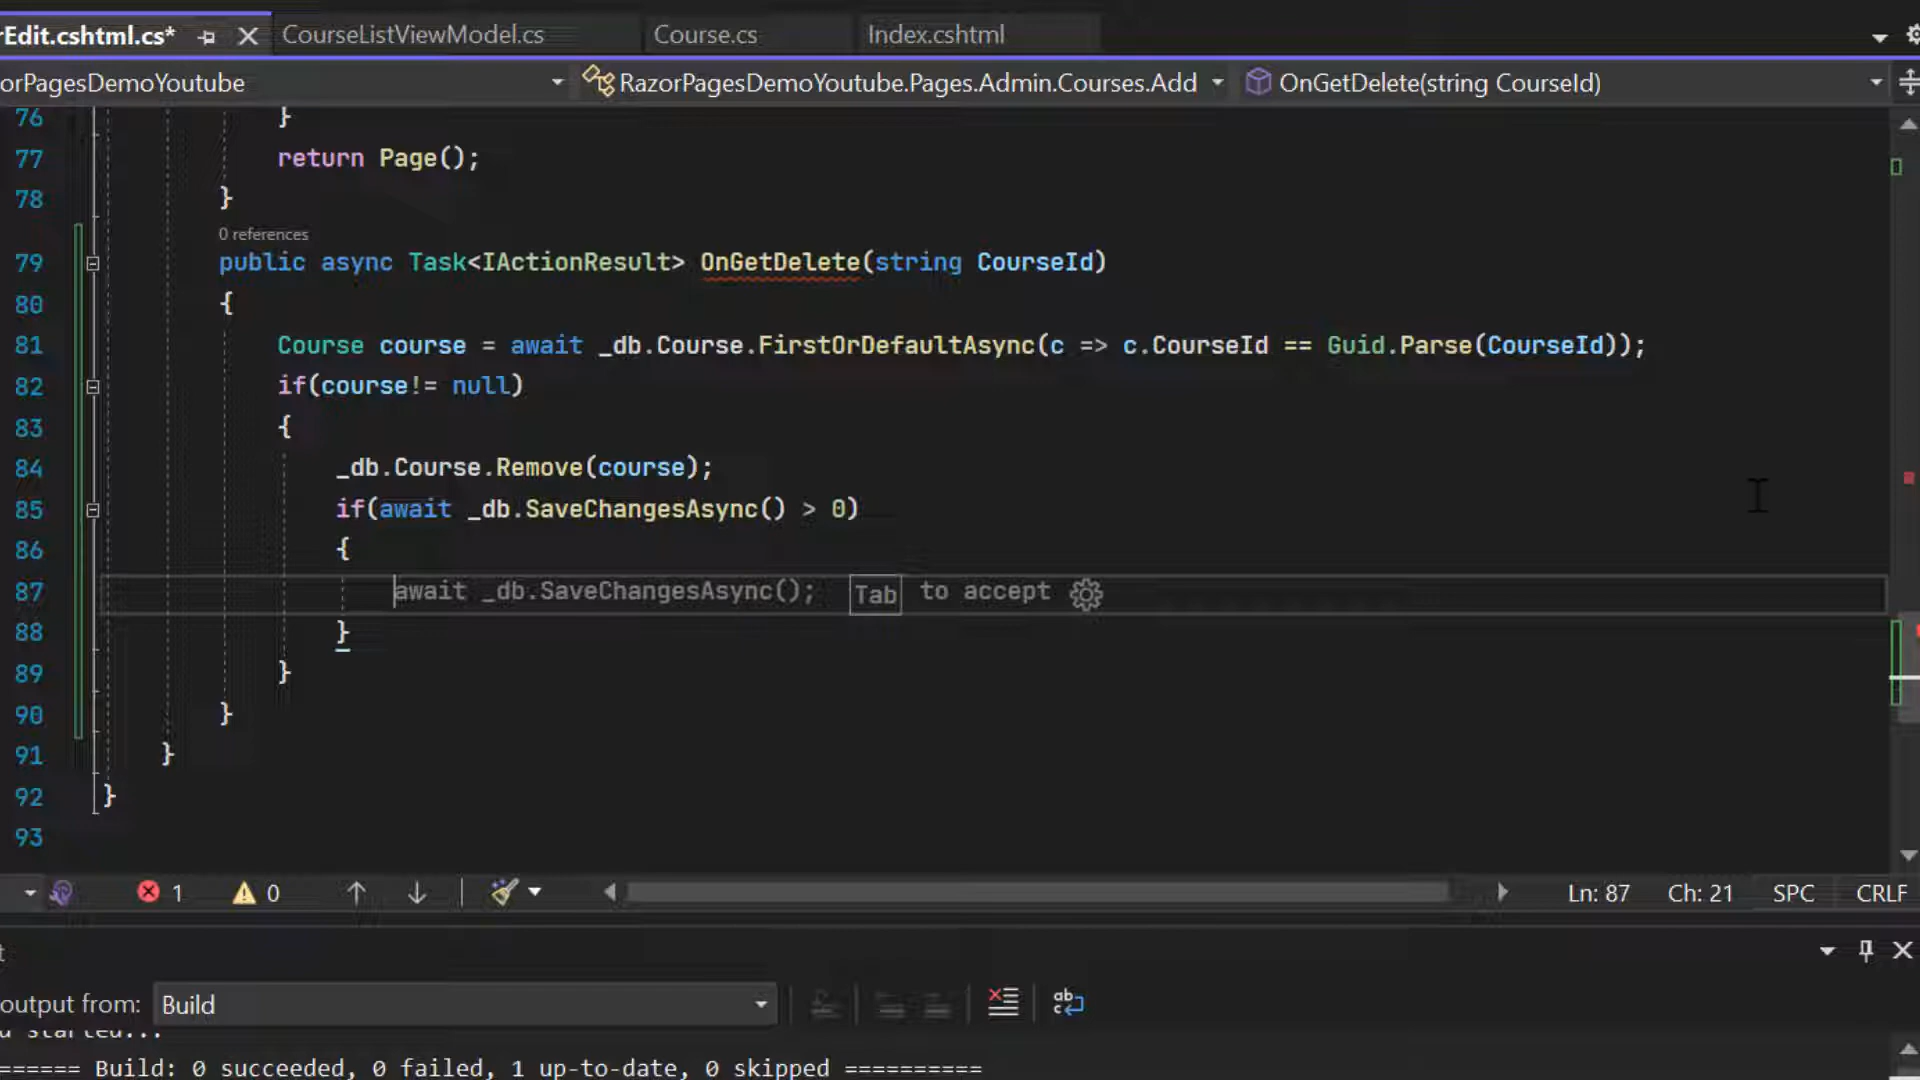 rEdit.cshtml.cs* CourseListViewModel.cs Course.cs Index.cshtml
orPagesDemoYoutube RazorPagesDemoYoutube.Pages.Admin.Courses.Add OnGetDelete(string CourseId)
76 }
77 return Page();
78 }
0 references
79 public async Task<IActionResult> OnGetDelete(string CourseId)
80 {
81 Course course = await _db.Course.FirstOrDefaultAsync(c => c.CourseId == Guid.Parse(CourseId));
82 if(course!= null)
83 {
84 _db.Course.Remove(course);
85 if(await _db.SaveChangesAsync() > 0)
86 {
87 await _db.SaveChangesAsync(); Tab to accept
88 }
89 }
90 }
91 }
92 }
93
1 0 Ln: 87 Ch: 21 SPC CRLF
t
output from: Build
d started...
====== Build: 0 succeeded, 0 failed, 1 up-to-date, 0 skipped ==========